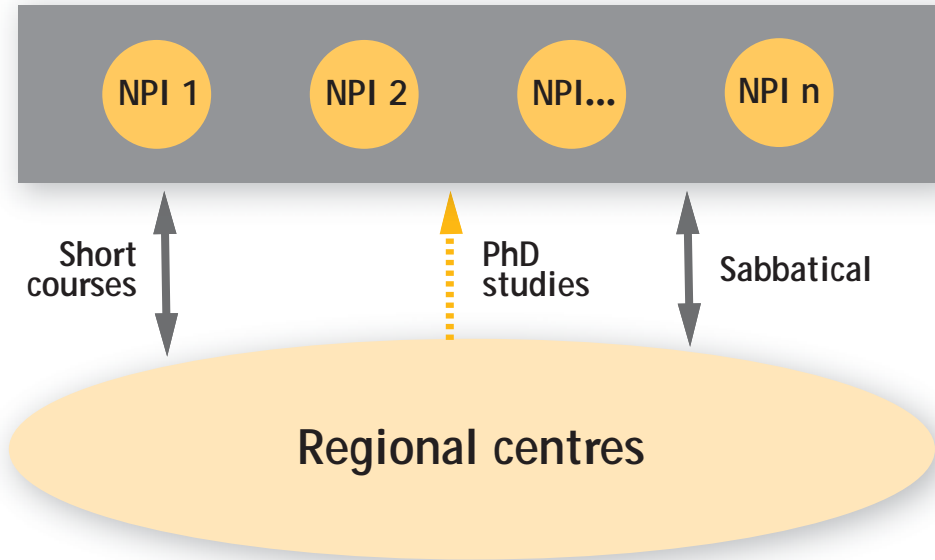 NPI 1
NPI 2
NPI...
NPI n
Short
courses
PhD
studies
Sabbatical
Regional centres